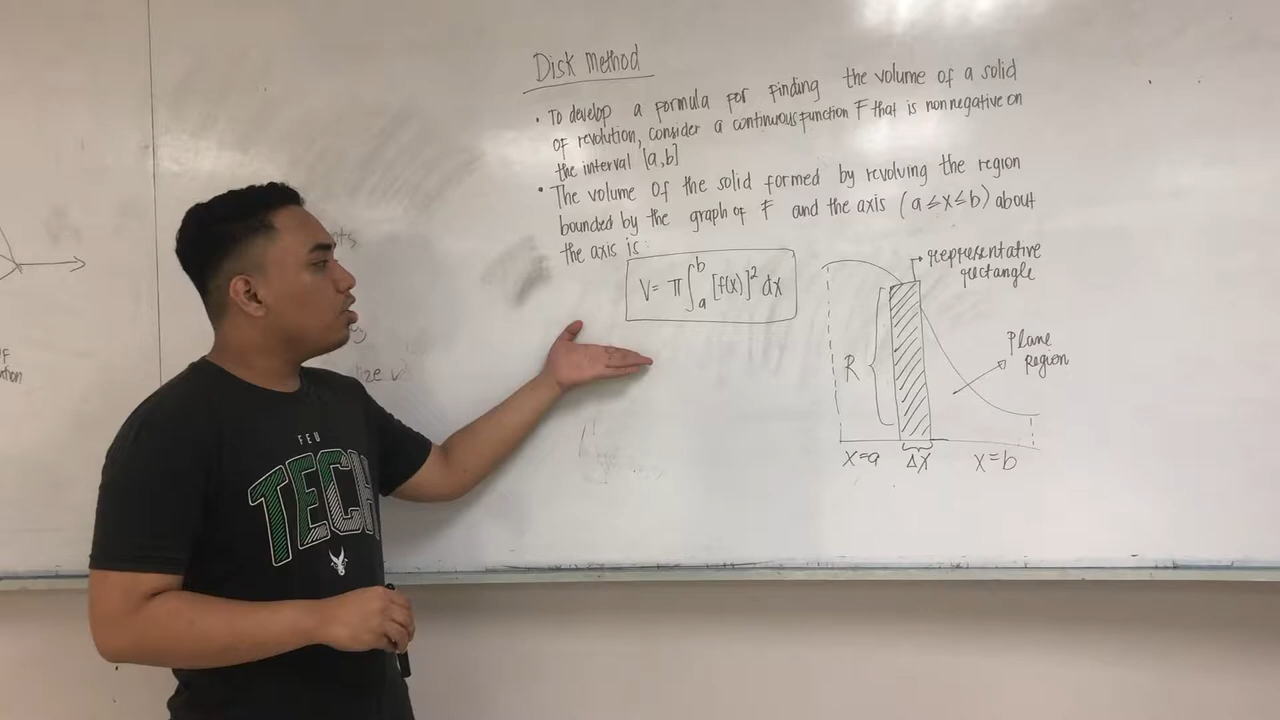 Disk Method
• To develop a formula for finding the volume of a solid
of revolution, consider a continuous function F that is nonnegative on
the interval [a,b]
• The volume of the solid formed by revolving the region
bounded by the graph of F and the axis (a ≤ x ≤ b) about
the axis is:
V = π∫ₐᵇ [f(x)]² dx
representative
rectangle
R
Plane
Region
x=a Δx x=b
FEU
TECH